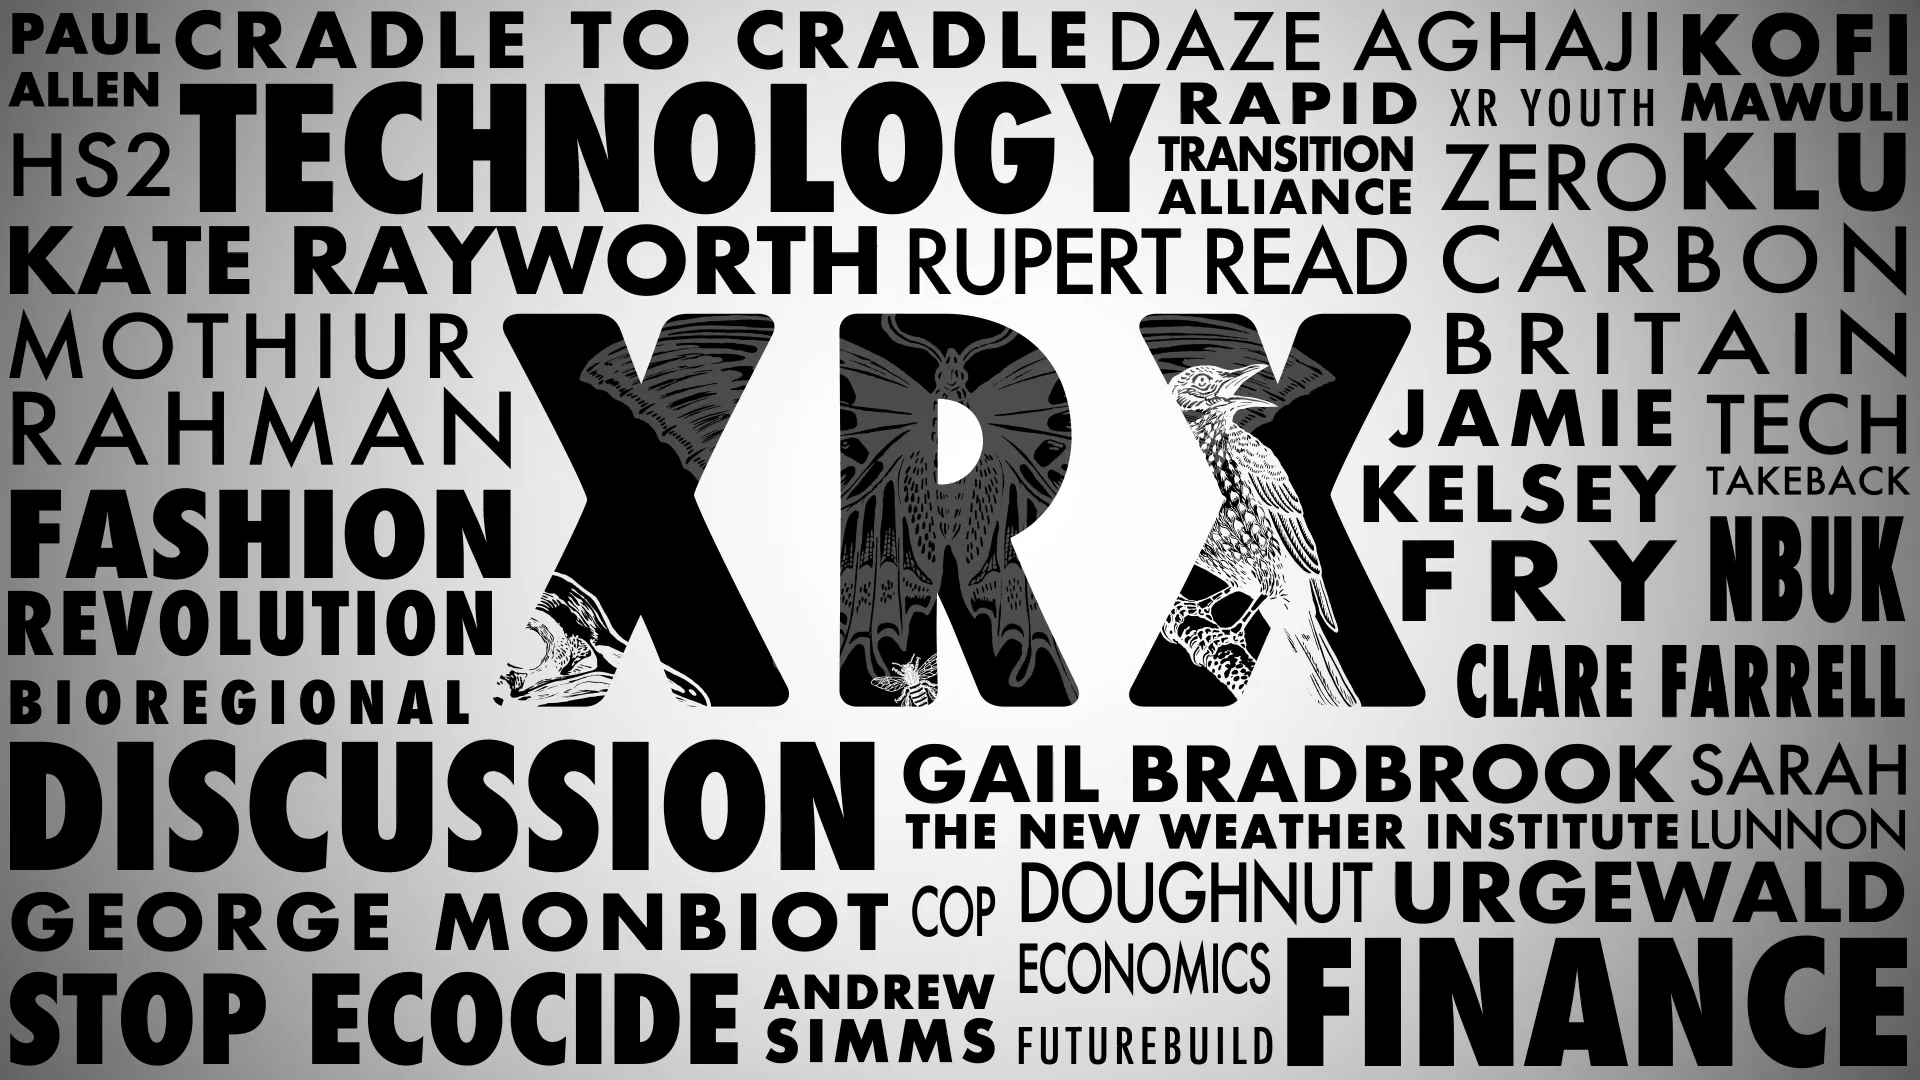 PAUL
ALLEN
CRADLE TO CRADLE
DAZE AGHAJI
KOFI
MAWULI
KLU
HS2
TECHNOLOGY
RAPID
TRANSITION
ALLIANCE
XR YOUTH
ZERO
CARBON
BRITAIN
KATE RAYWORTH
RUPERT READ
MOTHIUR
RAHMAN
XRX
JAMIE
KELSEY
FRY
TECH
TAKEBACK
NBUK
FASHION
REVOLUTION
BIOREGIONAL
CLARE FARRELL
DISCUSSION
GAIL BRADBROOK
SARAH
LUNNON
THE NEW WEATHER INSTITUTE
GEORGE MONBIOT
COP
DOUGHNUT
ECONOMICS
URGEWALD
STOP ECOCIDE
ANDREW
SIMMS
FUTUREBUILD
FINANCE